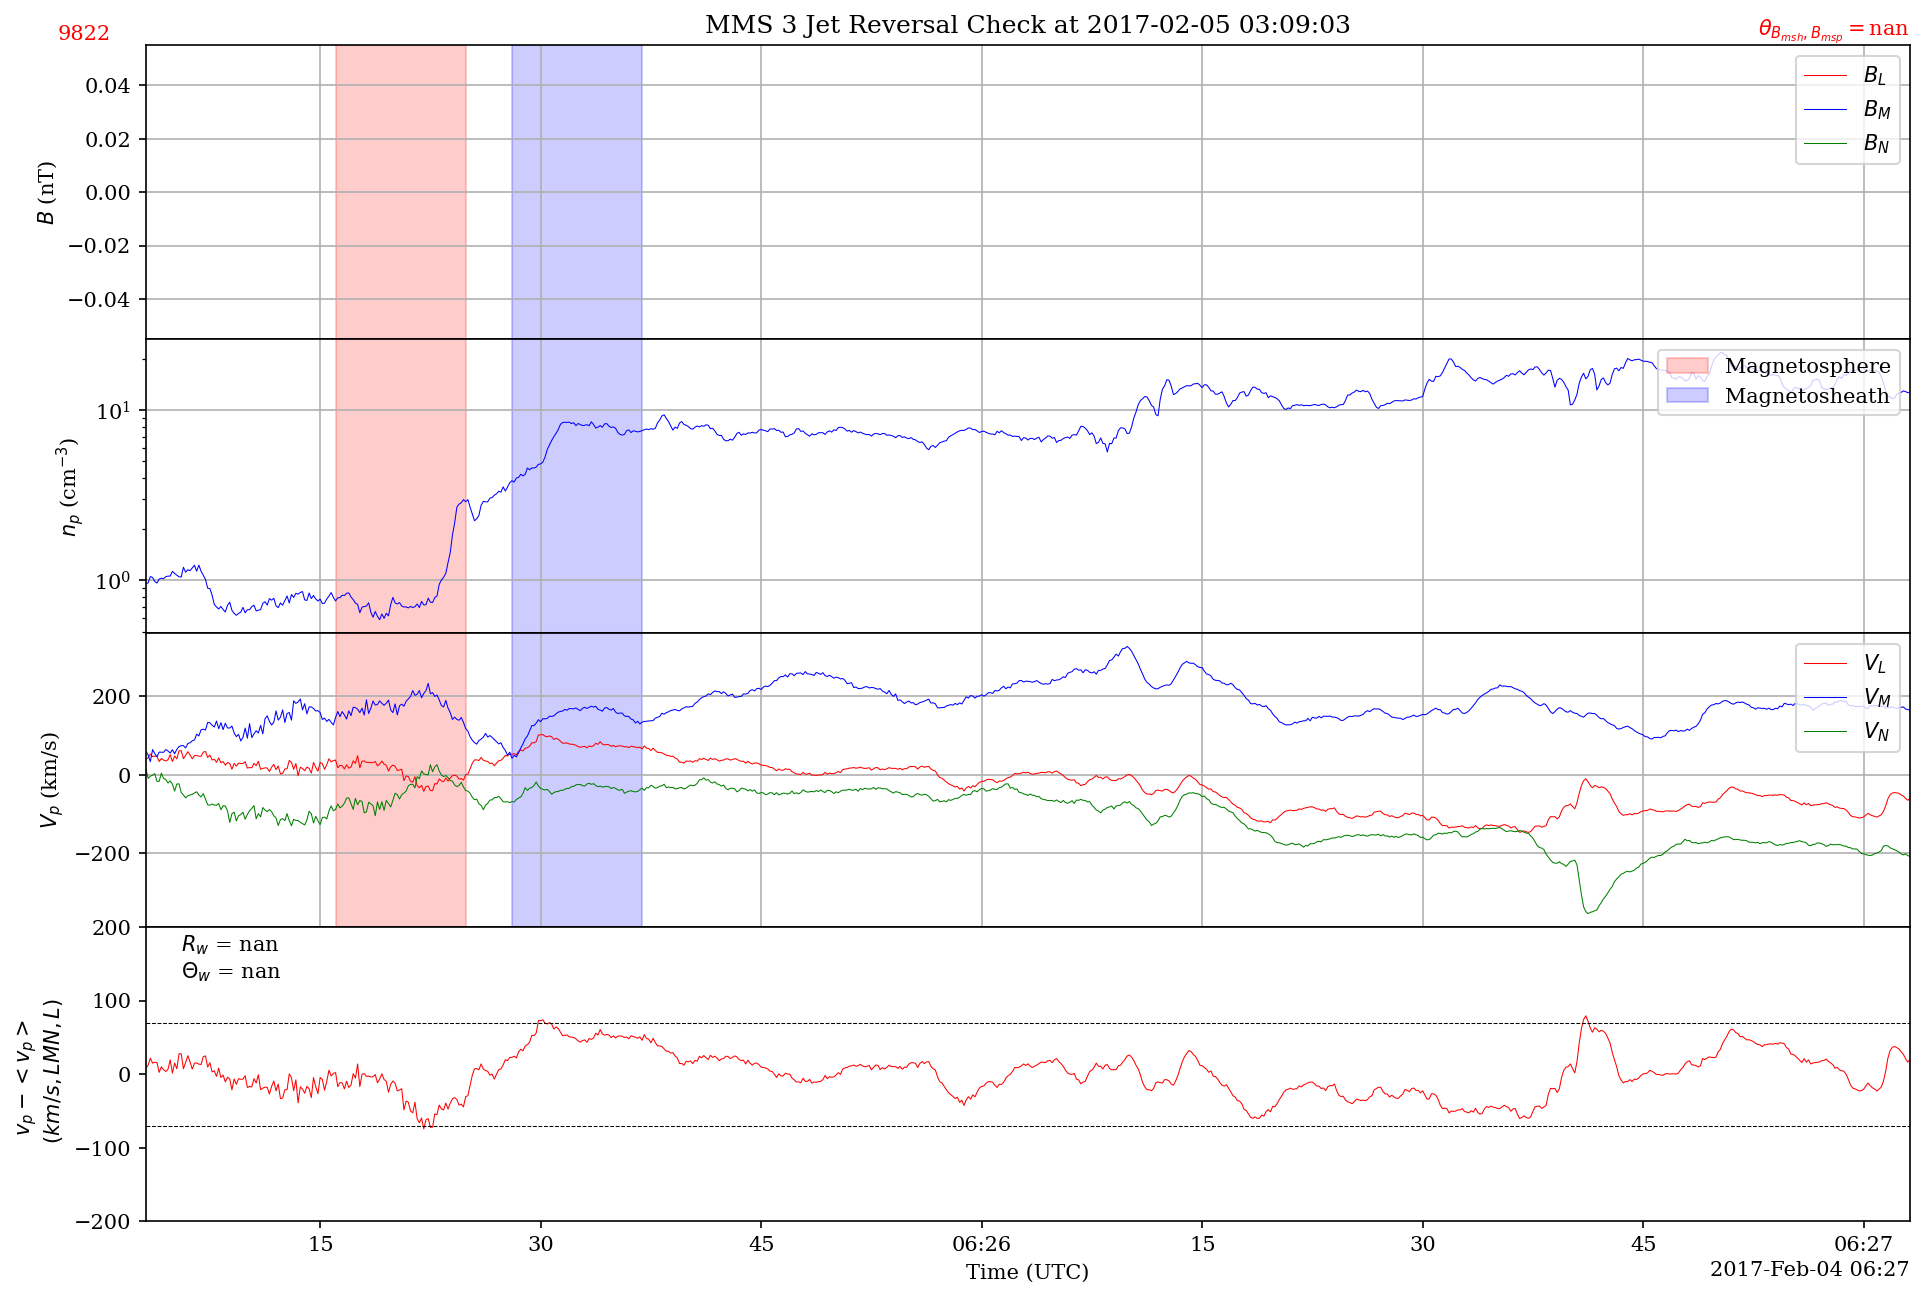 MMS 3 Jet Reversal Check at 2017-02-05 03:09:03
9822
θ_{B_{msh}, B_{msp}} = nan
B (nT)
0.04
0.02
0.00
−0.02
−0.04
B_L
B_M
B_N
n_p (cm^{−3})
10^1
10^0
Magnetosphere
Magnetosheath
V_p (km/s)
200
0
−200
V_L
V_M
V_N
v_p − < v_p >
(km/s, LMN, L)
200
100
0
−100
−200
R_w = nan
Θ_w = nan
15
30
45
06:26
15
30
45
06:27
Time (UTC)
2017-Feb-04 06:27